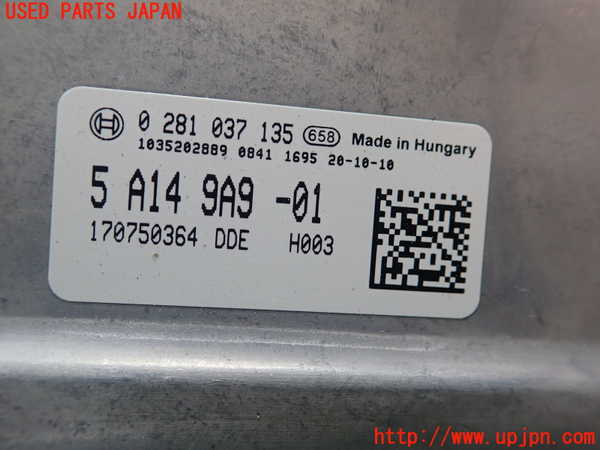 USED PARTS JAPAN
0 281 037 135 658 Made in Hungary
1035202889 0841 1695 20-10-10
5 A14 9A9 -01
170750364 DDE H003
http://www.upjpn.com/